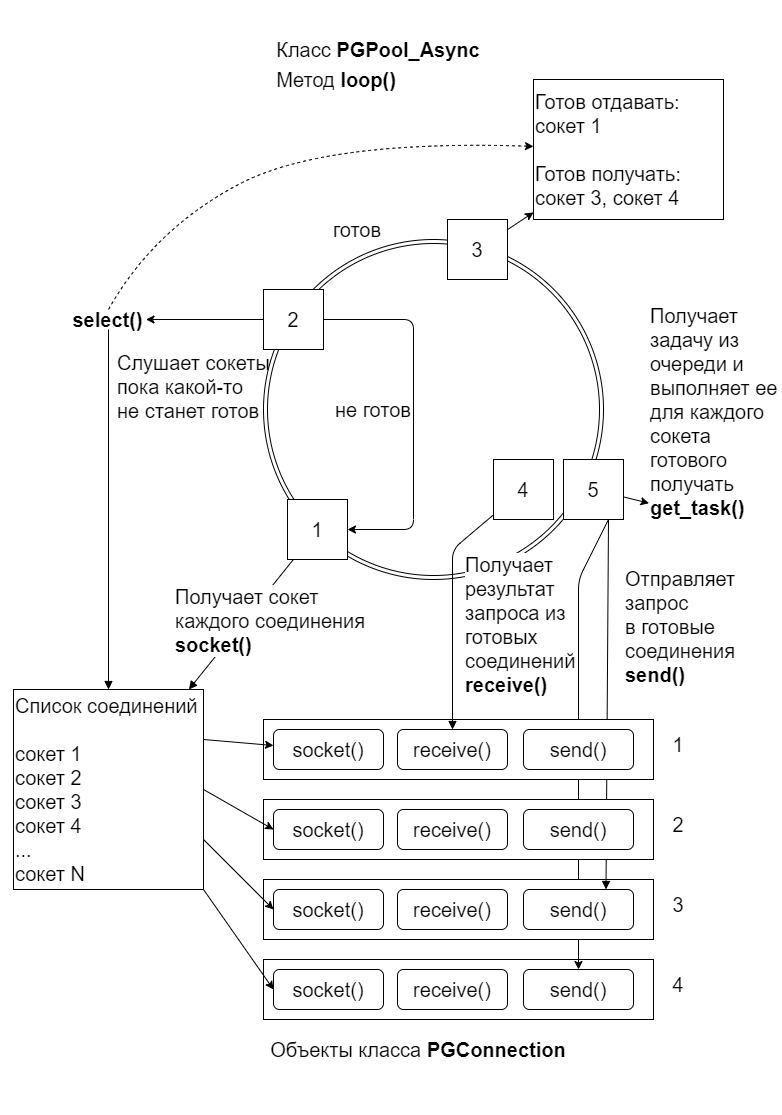 Класс PGPool_Async
Метод loop()
Готов отдавать:
сокет 1
Готов получать:
сокет 3, сокет 4
готов
3
select()
2
Слушает сокеты
пока какой-то
не станет готов
не готов
Получает
задачу из
очереди и
выполняет ее
для каждого
сокета
готового
получать
get_task()
4
5
1
Получает сокет
каждого соединения
socket()
Получает
результат
запроса из
готовых
соединений
receive()
Отправляет
запрос
в готовые
соединения
send()
Список соединений
сокет 1
сокет 2
сокет 3
сокет 4
...
сокет N
socket() receive() send() 1
socket() receive() send() 2
socket() receive() send() 3
socket() receive() send() 4
Объекты класса PGConnection